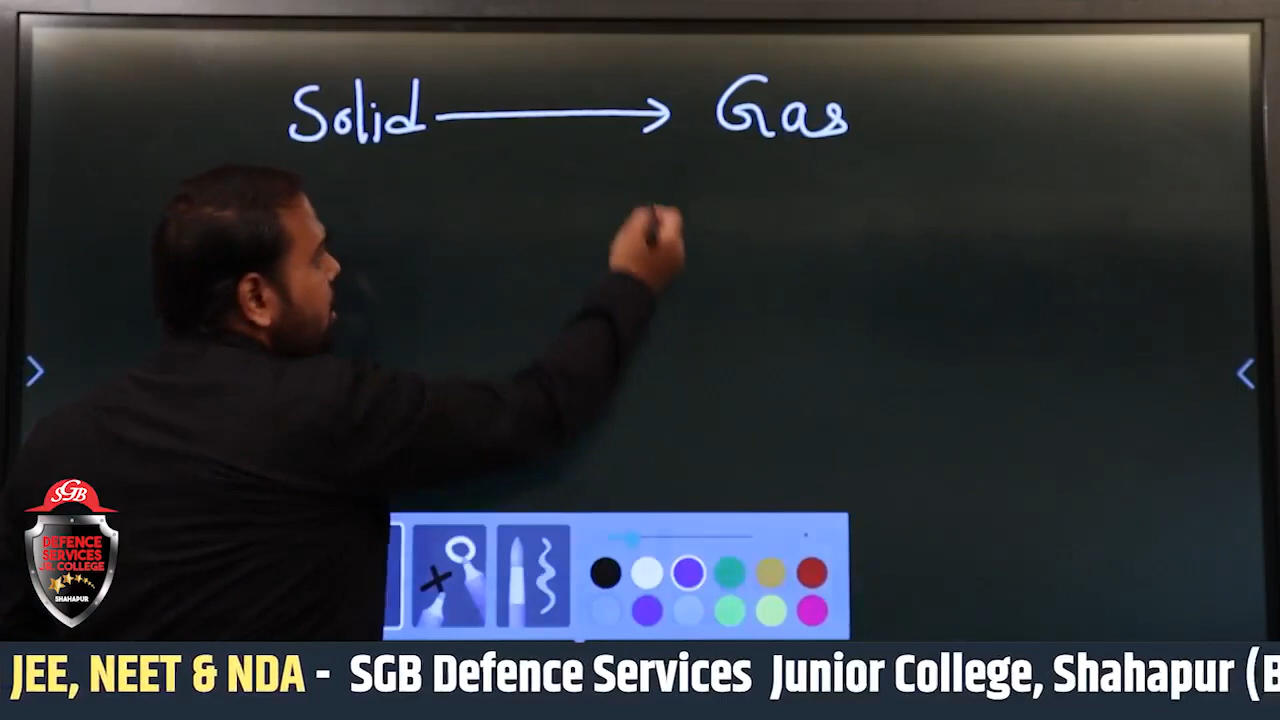 Solid → Gas
SGB
DEFENCE
SERVICES
JR. COLLEGE
SHAHAPUR
JEE, NEET & NDA - SGB Defence Services Junior College, Shahapur (B